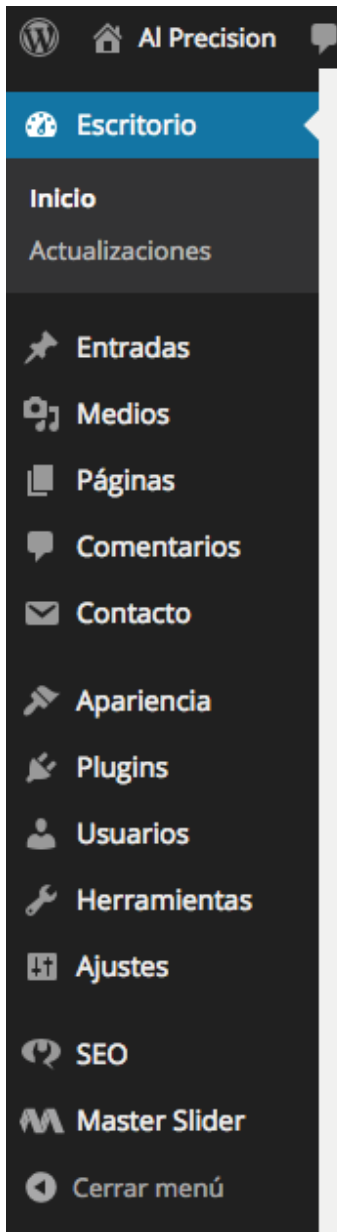 Al Precision
Escritorio
Inicio
Actualizaciones
Entradas
Medios
Páginas
Comentarios
Contacto
Apariencia
Plugins
Usuarios
Herramientas
Ajustes
SEO
Master Slider
Cerrar menú